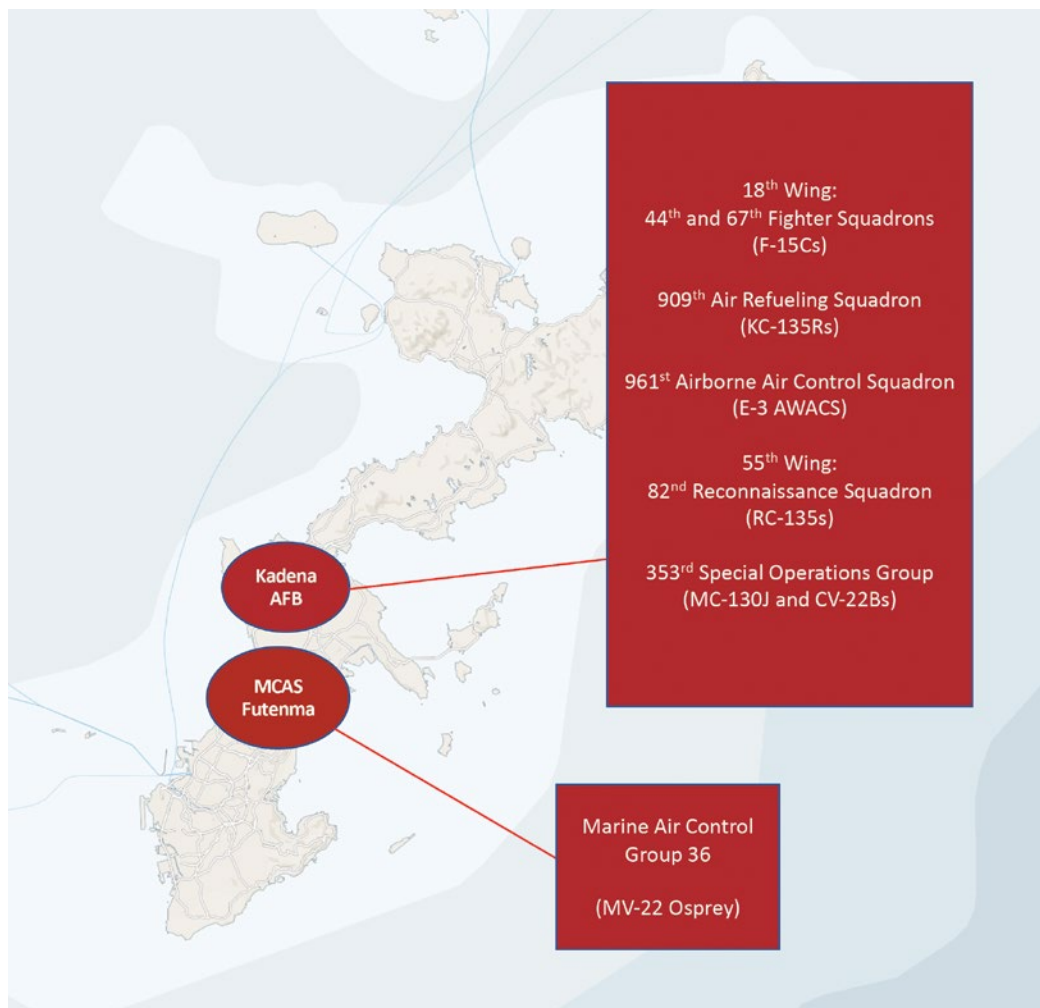 18th Wing:
44th and 67th Fighter Squadrons
(F-15Cs)
909th Air Refueling Squadron
(KC-135Rs)
961st Airborne Air Control Squadron
(E-3 AWACS)
55th Wing:
82nd Reconnaissance Squadron
(RC-135s)
353rd Special Operations Group
(MC-130J and CV-22Bs)
Kadena
AFB
MCAS
Futenma
Marine Air Control
Group 36
(MV-22 Osprey)